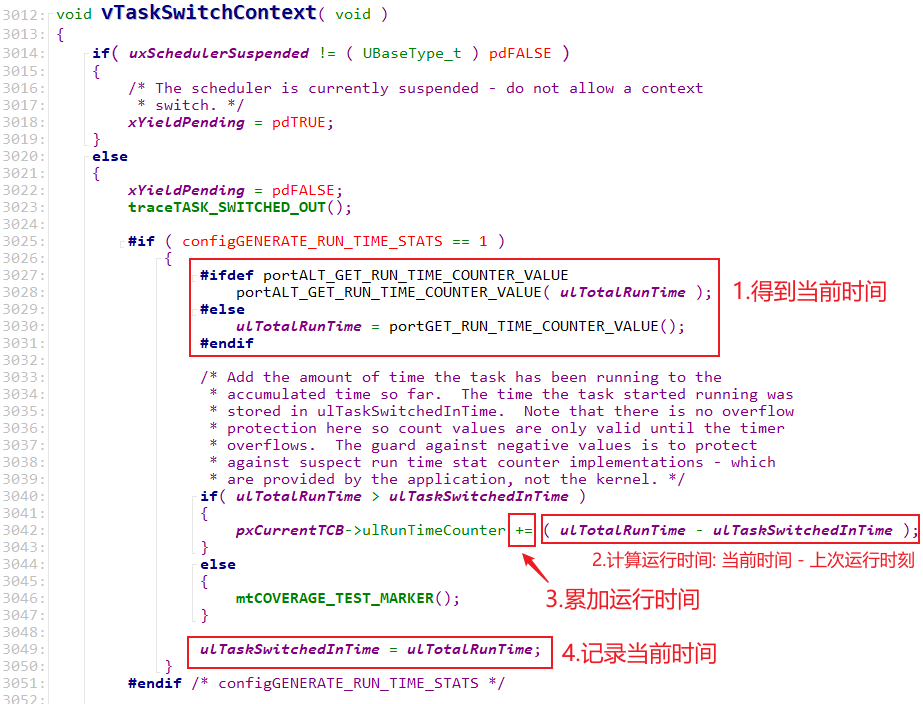 3012: void vTaskSwitchContext( void )
3013: {
3014: if( uxSchedulerSuspended != ( UBaseType_t ) pdFALSE )
3015: {
3016: /* The scheduler is currently suspended - do not allow a context
3017: * switch. */
3018: xYieldPending = pdTRUE;
3019: }
3020: else
3021: {
3022: xYieldPending = pdFALSE;
3023: traceTASK_SWITCHED_OUT();
3024:
3025: #if ( configGENERATE_RUN_TIME_STATS == 1 )
3026: {
3027: #ifdef portALT_GET_RUN_TIME_COUNTER_VALUE
3028: portALT_GET_RUN_TIME_COUNTER_VALUE( ulTotalRunTime ); 1.得到当前时间
3029: #else
3030: ulTotalRunTime = portGET_RUN_TIME_COUNTER_VALUE();
3031: #endif
3032:
3033: /* Add the amount of time the task has been running to the
3034: * accumulated time so far. The time the task started running was
3035: * stored in ulTaskSwitchedInTime. Note that there is no overflow
3036: * protection here so count values are only valid until the timer
3037: * overflows. The guard against negative values is to protect
3038: * against suspect run time stat counter implementations - which
3039: * are provided by the application, not the kernel. */
3040: if( ulTotalRunTime > ulTaskSwitchedInTime )
3041: {
3042: pxCurrentTCB->ulRunTimeCounter += ( ulTotalRunTime - ulTaskSwitchedInTime );
3043: }
2.计算运行时间: 当前时间 - 上次运行时刻
3044: else
3045: {
3046: mtCOVERAGE_TEST_MARKER(); 3.累加运行时间
3047: }
3048:
3049: ulTaskSwitchedInTime = ulTotalRunTime; 4.记录当前时间
3050: }
3051: #endif /* configGENERATE_RUN_TIME_STATS */
3052: